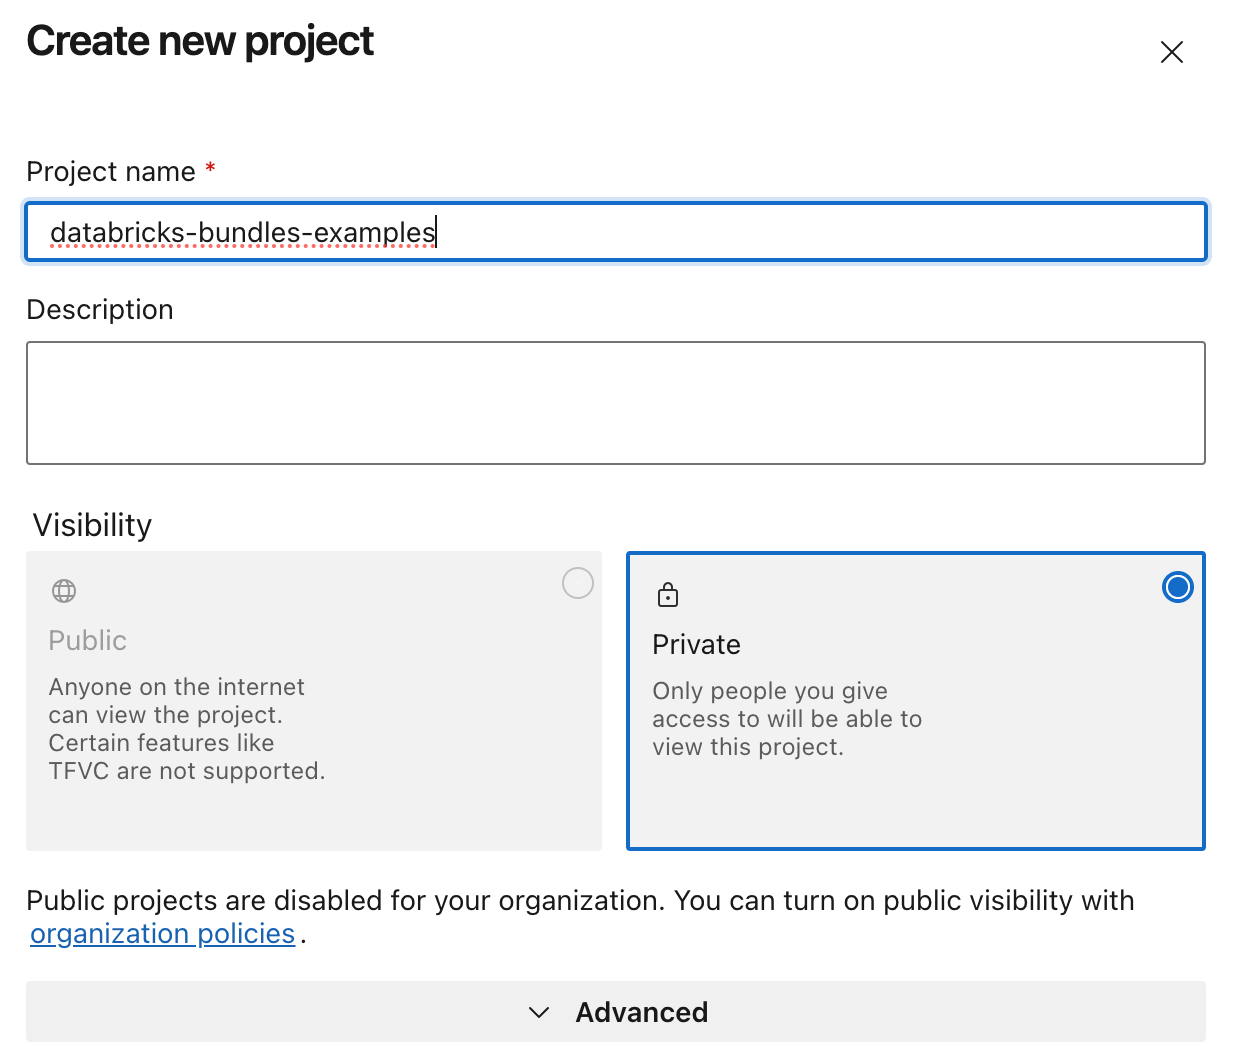 Create new project
Project name *
databricks-bundles-examples
Description
Visibility
Public
Anyone on the internet
can view the project.
Certain features like
TFVC are not supported.
Private
Only people you give
access to will be able to
view this project.
Public projects are disabled for your organization. You can turn on public visibility with
organization policies.
Advanced